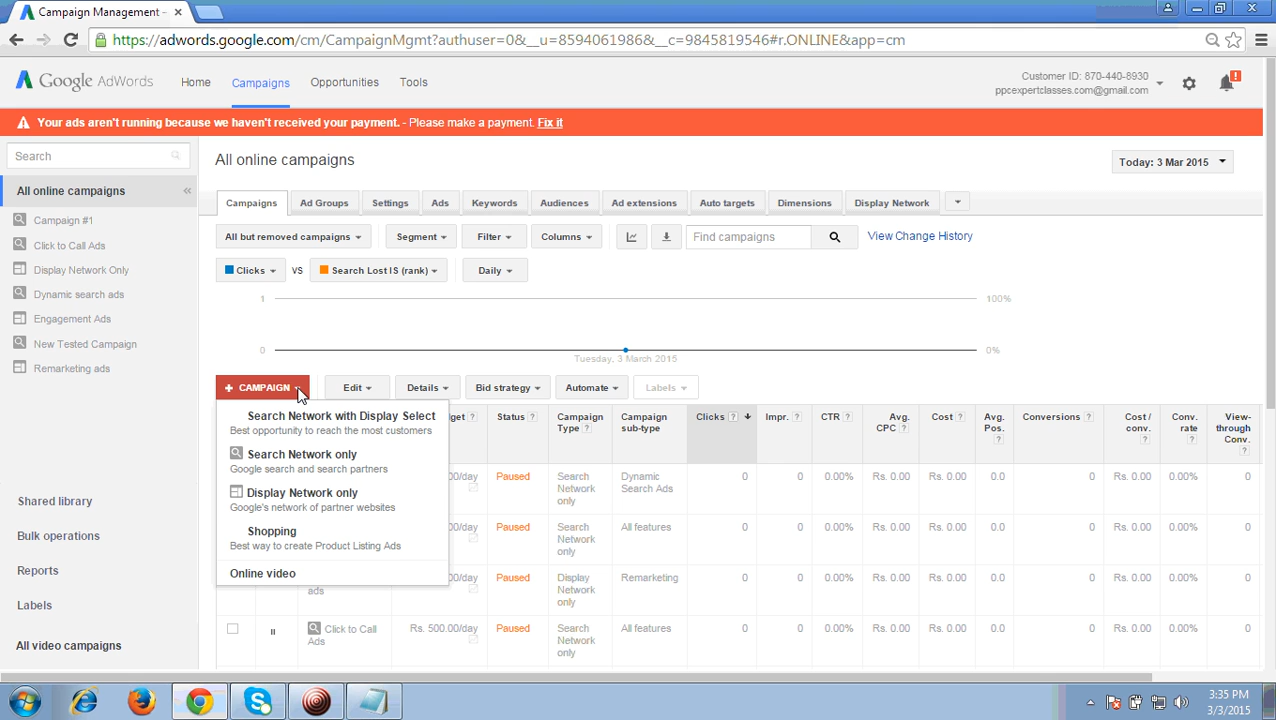 Campaign Management -
https://adwords.google.com/cm/CampaignMgmt?authuser=0&__u=8594061986&__c=9845819546#r.ONLINE&app=cm
Google AdWords
Home
Campaigns
Opportunities
Tools
Customer ID: 870-440-8930
ppcexpertclasses.com@gmail.com
Your ads aren't running because we haven't received your payment. - Please make a payment. Fix it
Search
All online campaigns
Campaign #1
Click to Call Ads
Display Network Only
Dynamic search ads
Engagement Ads
New Tested Campaign
Remarketing ads
Shared library
Bulk operations
Reports
Labels
All video campaigns
All online campaigns
Today: 3 Mar 2015
Campaigns
Ad Groups
Settings
Ads
Keywords
Audiences
Ad extensions
Auto targets
Dimensions
Display Network
All but removed campaigns
Segment
Filter
Columns
Find campaigns
View Change History
Clicks
VS
Search Lost IS (rank)
Daily
1
100%
0
0%
Tuesday, 3 March 2015
+ CAMPAIGN
Edit
Details
Bid strategy
Automate
Labels
Search Network with Display Select
Best opportunity to reach the most customers
Search Network only
Google search and search partners
Display Network only
Google's network of partner websites
Shopping
Best way to create Product Listing Ads
Online video
get ?
Status ?
Campaign
Type ?
Campaign
sub-type
Clicks ?
Impr. ?
CTR ?
Avg.
CPC ?
Cost ?
Avg.
Pos.
?
Conversions ?
Cost /
conv.
?
Conv.
rate
?
View-
through
Conv.
?
00/day
Paused
Search
Network
only
Dynamic
Search Ads
0
0
0.00%
Rs. 0.00
Rs. 0.00
0.0
0
Rs. 0.00
0.00%
0
00/day
Paused
Search
Network
only
All features
0
0
0.00%
Rs. 0.00
Rs. 0.00
0.0
0
Rs. 0.00
0.00%
0
ads
00/day
Paused
Display
Network
only
Remarketing
0
0
0.00%
Rs. 0.00
Rs. 0.00
0.0
0
Rs. 0.00
0.00%
0
Click to Call
Ads
Rs. 500.00/day
Paused
Search
Network
only
All features
0
0
0.00%
Rs. 0.00
Rs. 0.00
0.0
0
Rs. 0.00
0.00%
0
3:35 PM
3/3/2015